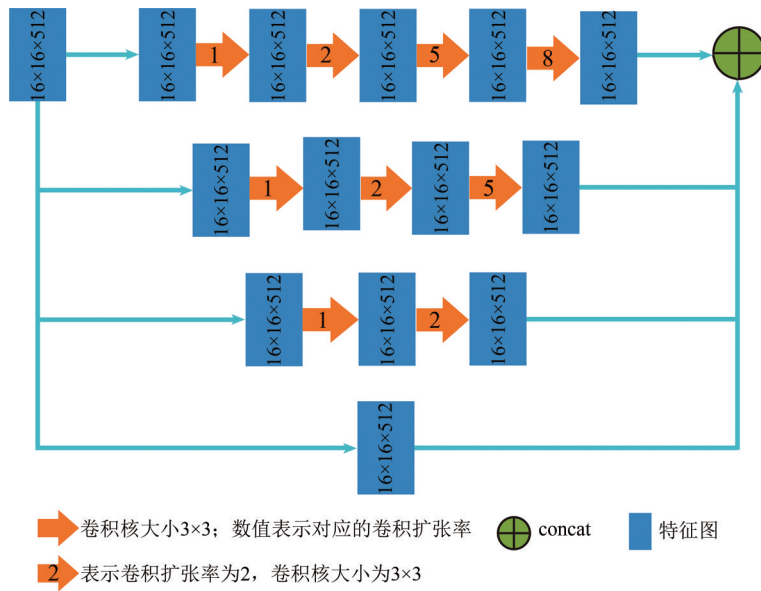 16×16×512 16×16×512 1 16×16×512 2 16×16×512 5 16×16×512 8 16×16×512
16×16×512 1 16×16×512 2 16×16×512 5 16×16×512
16×16×512 1 16×16×512 2 16×16×512
16×16×512
卷积核大小3×3；数值表示对应的卷积扩张率 concat 特征图
2 表示卷积扩张率为2，卷积核大小为3×3